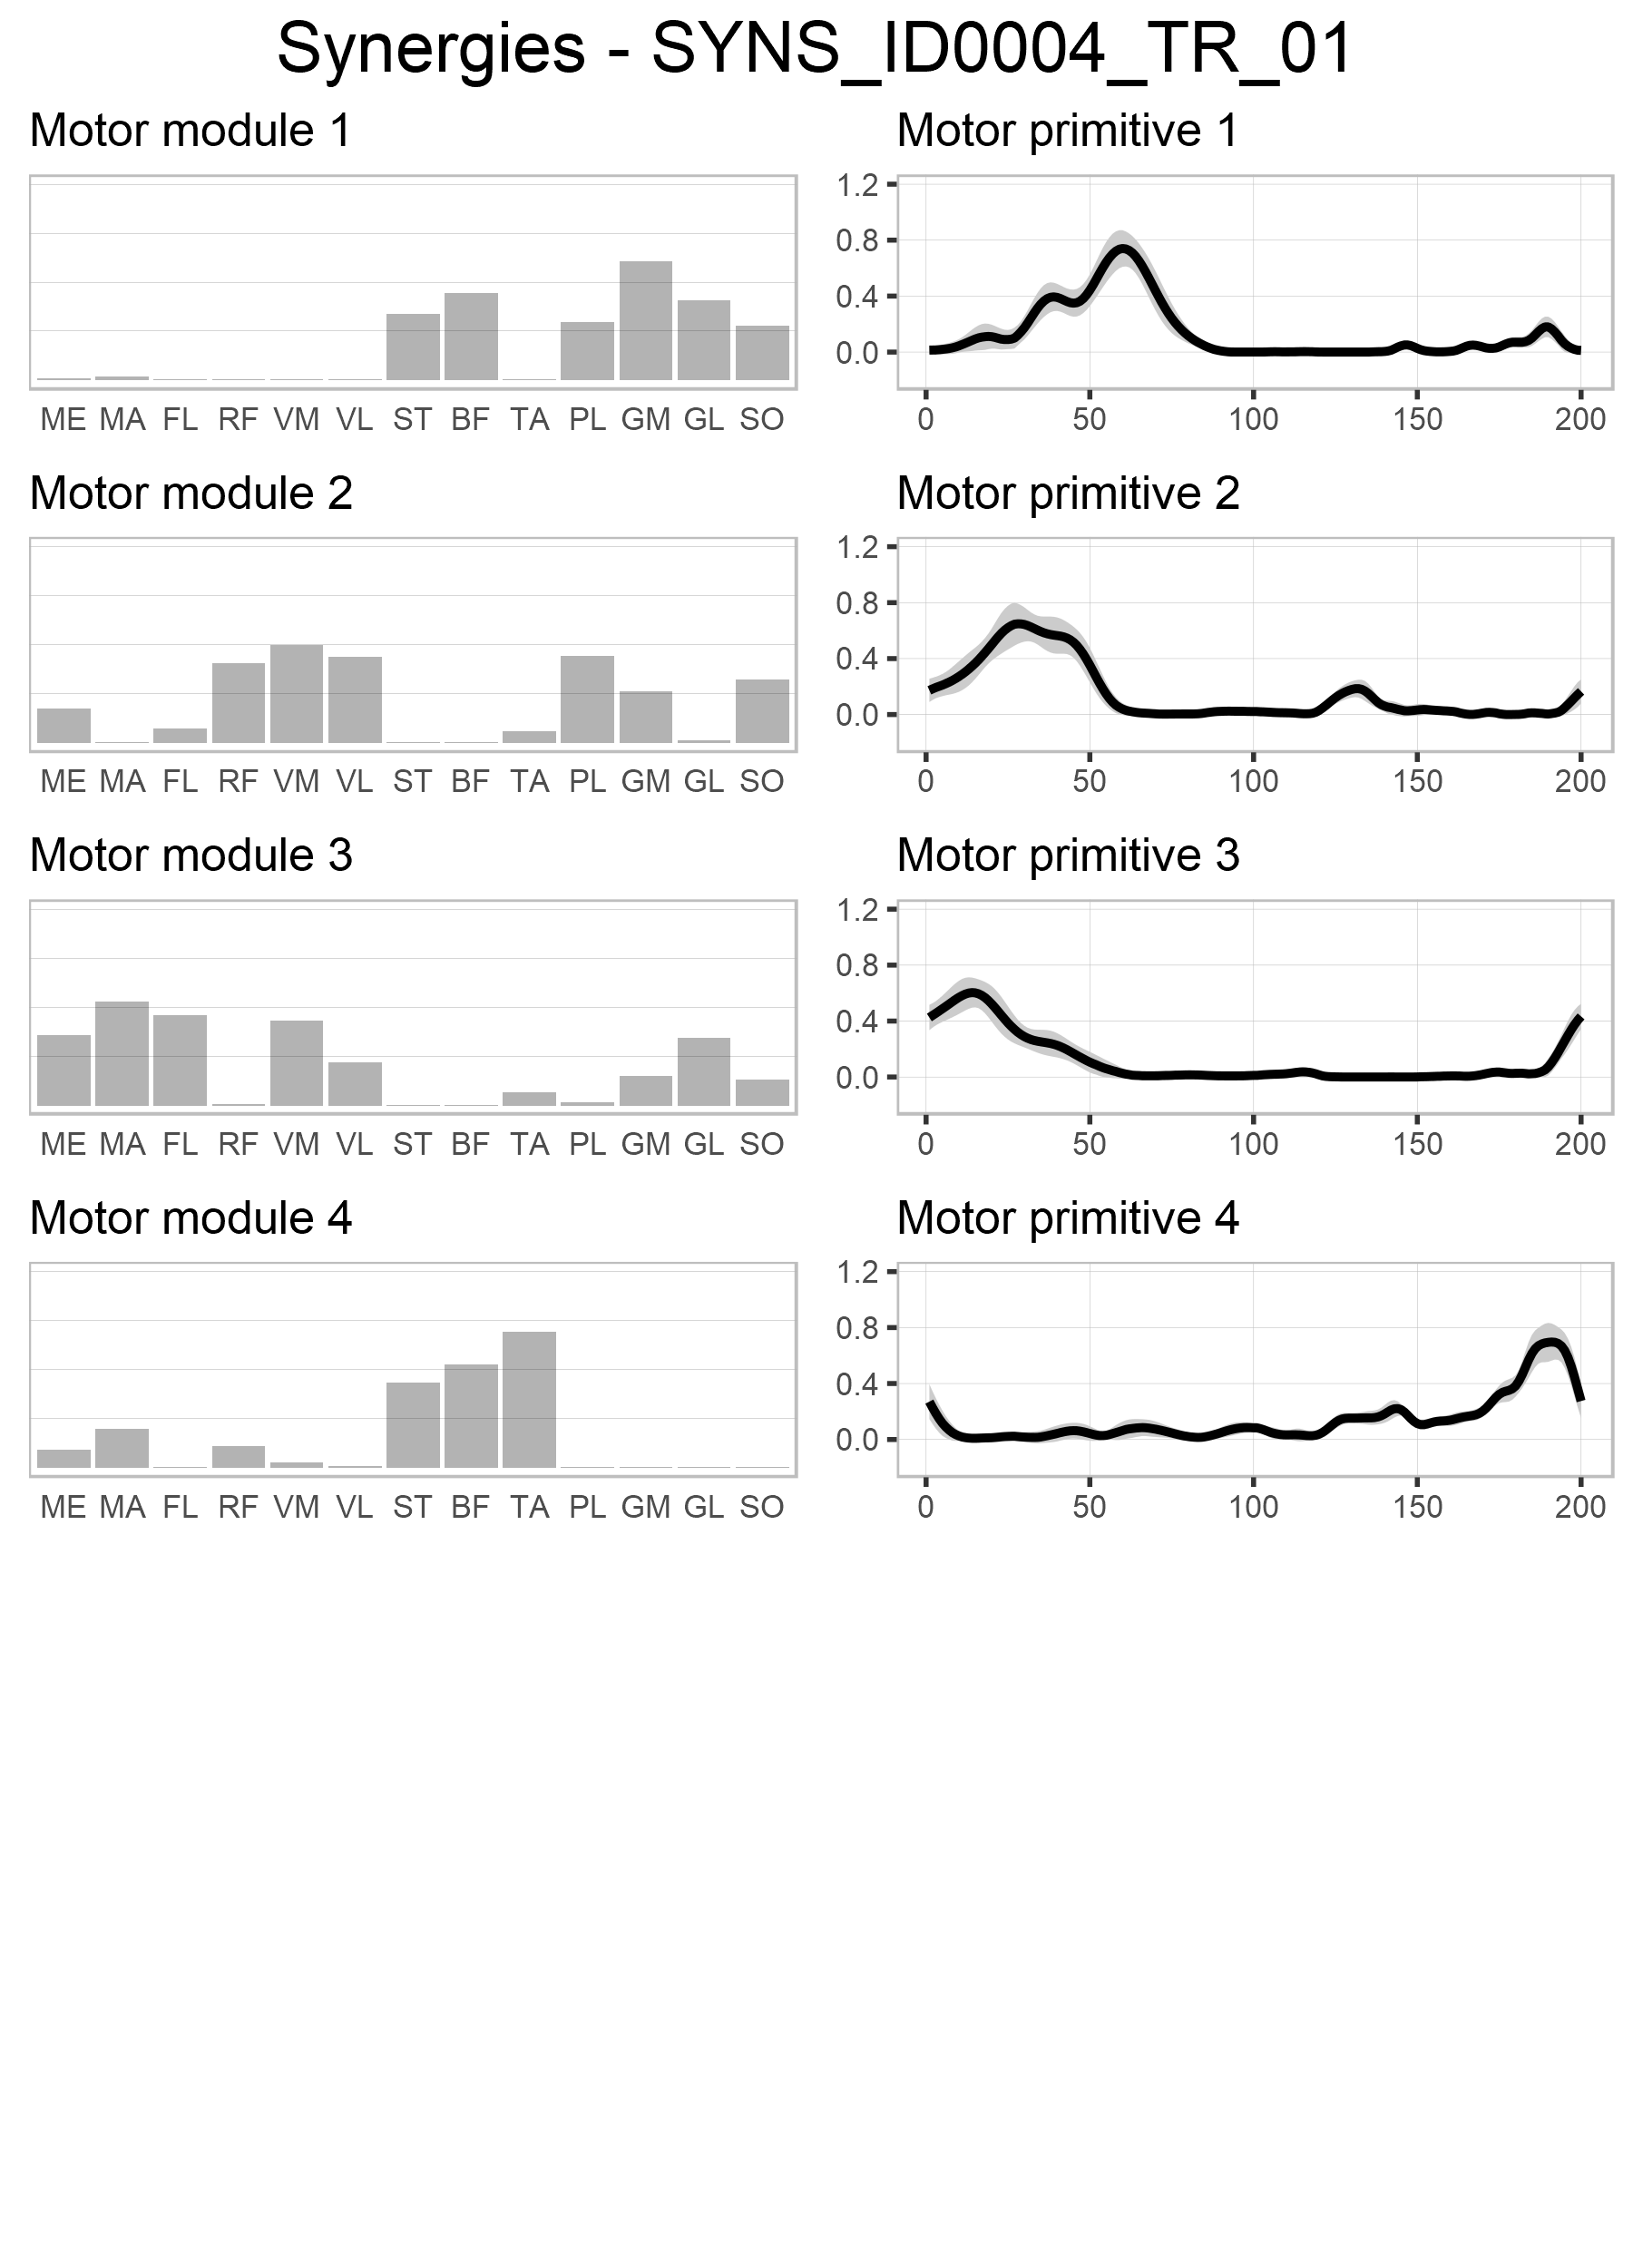 Synergies - SYNS_ID0004_TR_01
Motor module 1
Motor primitive 1
1.2
0.8
0.4
0.0
ME MA FL RF VM VL ST BF TA PL GM GL SO
0 50 100 150 200
Motor module 2
Motor primitive 2
1.2
0.8
0.4
0.0
ME MA FL RF VM VL ST BF TA PL GM GL SO
0 50 100 150 200
Motor module 3
Motor primitive 3
1.2
0.8
0.4
0.0
ME MA FL RF VM VL ST BF TA PL GM GL SO
0 50 100 150 200
Motor module 4
Motor primitive 4
1.2
0.8
0.4
0.0
ME MA FL RF VM VL ST BF TA PL GM GL SO
0 50 100 150 200